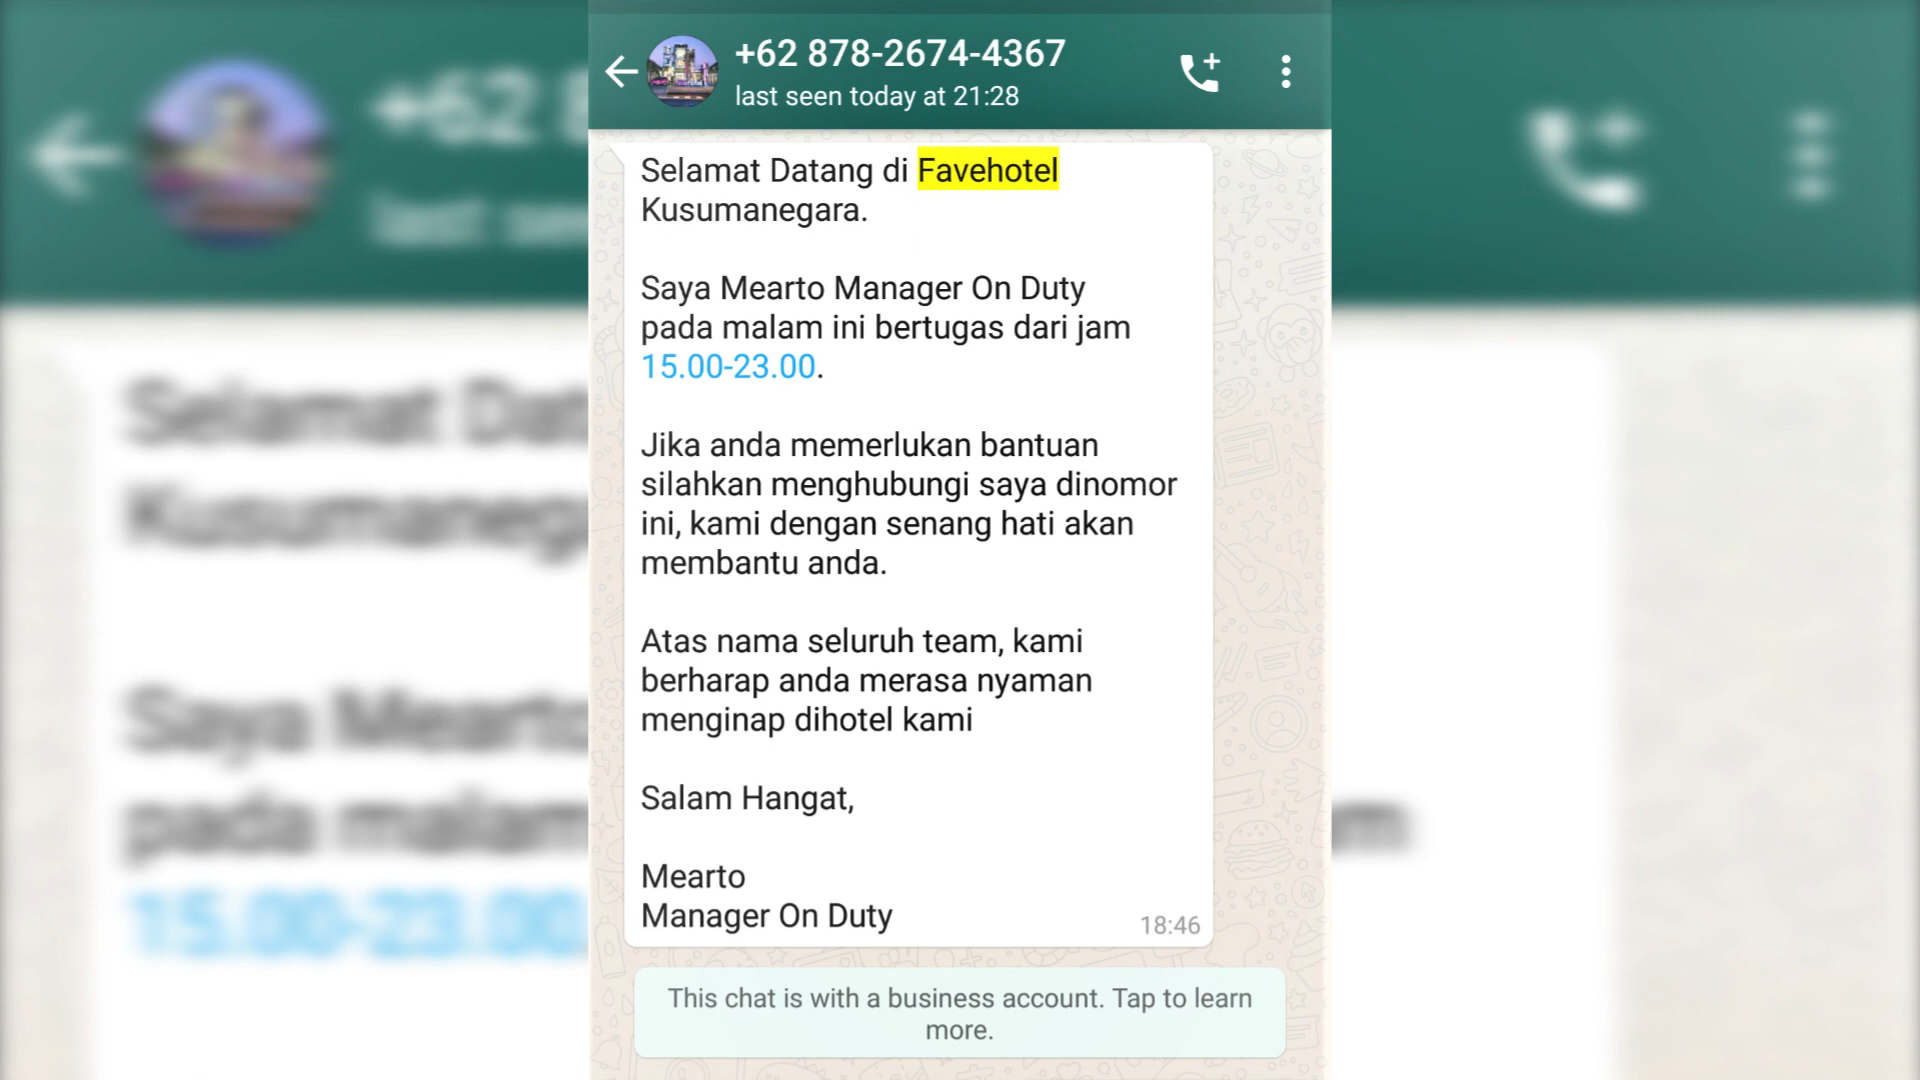 +62 878-2674-4367
last seen today at 21:28
Selamat Datang di Favehotel
Kusumanegara.
Saya Mearto Manager On Duty
pada malam ini bertugas dari jam
15.00-23.00.
Jika anda memerlukan bantuan
silahkan menghubungi saya dinomor
ini, kami dengan senang hati akan
membantu anda.
Atas nama seluruh team, kami
berharap anda merasa nyaman
menginap dihotel kami
Salam Hangat,
Mearto
Manager On Duty
18:46
This chat is with a business account. Tap to learn
more.